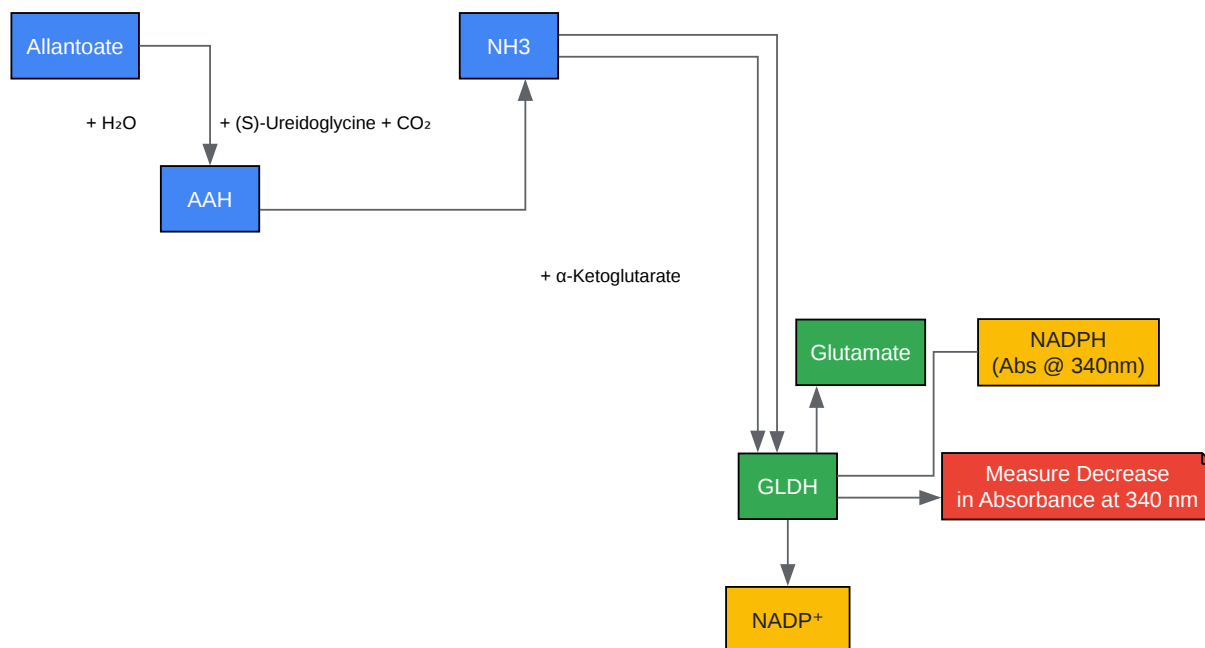 Allantoate
NH3
+ H₂O
+ (S)-Ureidoglycine + CO₂
AAH
+ α-Ketoglutarate
Glutamate
NADPH
(Abs @ 340nm)
GLDH
Measure Decrease
in Absorbance at 340 nm
NADP⁺